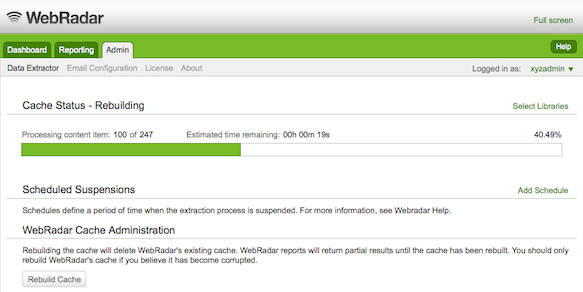 WebRadar
Full screen
Dashboard Reporting Admin Help
Data Extractor Email Configuration License About Logged in as: xyzadmin
Cache Status - Rebuilding Select Libraries
Processing content item: 100 of 247 Estimated time remaining: 00h 00m 19s 40.49%
Scheduled Suspensions Add Schedule
Schedules define a period of time when the extraction process is suspended. For more information, see Webradar Help.
WebRadar Cache Administration
Rebuilding the cache will delete WebRadar's existing cache. WebRadar reports will return partial results until the cache has been rebuilt. You should only
rebuild WebRadar's cache if you believe it has become corrupted.
Rebuild Cache